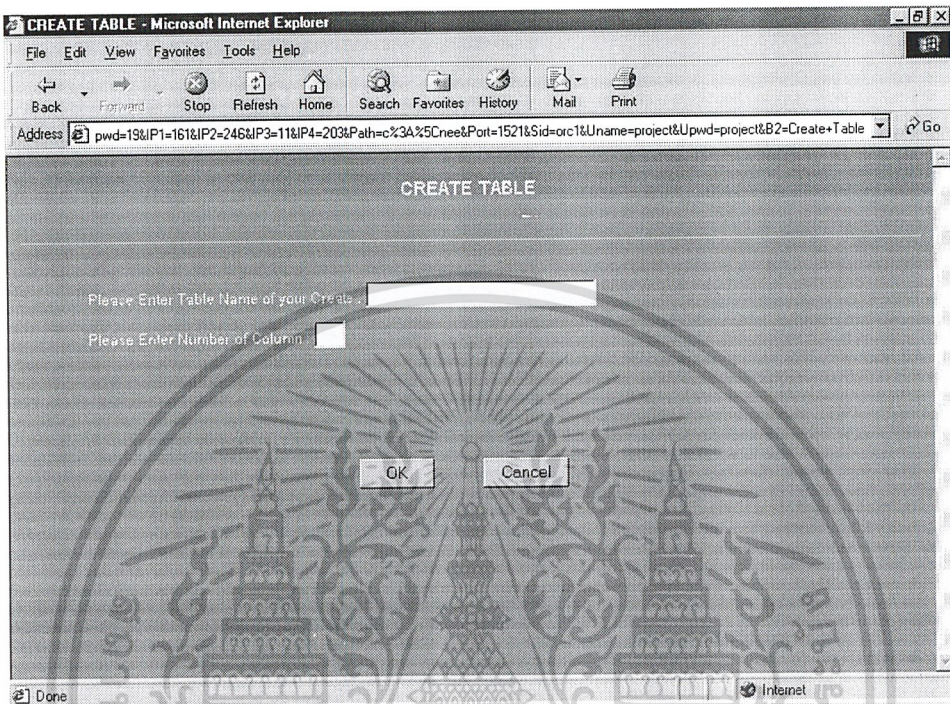 CREATE TABLE - Microsoft Internet Explorer
File Edit View Favorites Tools Help
Back Forward Stop Refresh Home Search Favorites History Mail Print
Address pwd=19&IP1=161&IP2=246&IP3=11&IP4=203&Path=c%3A%5Cnee&Port=1521&Sid=orc1&Uname=project&Upwd=project&B2=Create+Table Go
CREATE TABLE
Please Enter Table Name of your Create :
Please Enter Number of Column :
OK Cancel
Done Internet